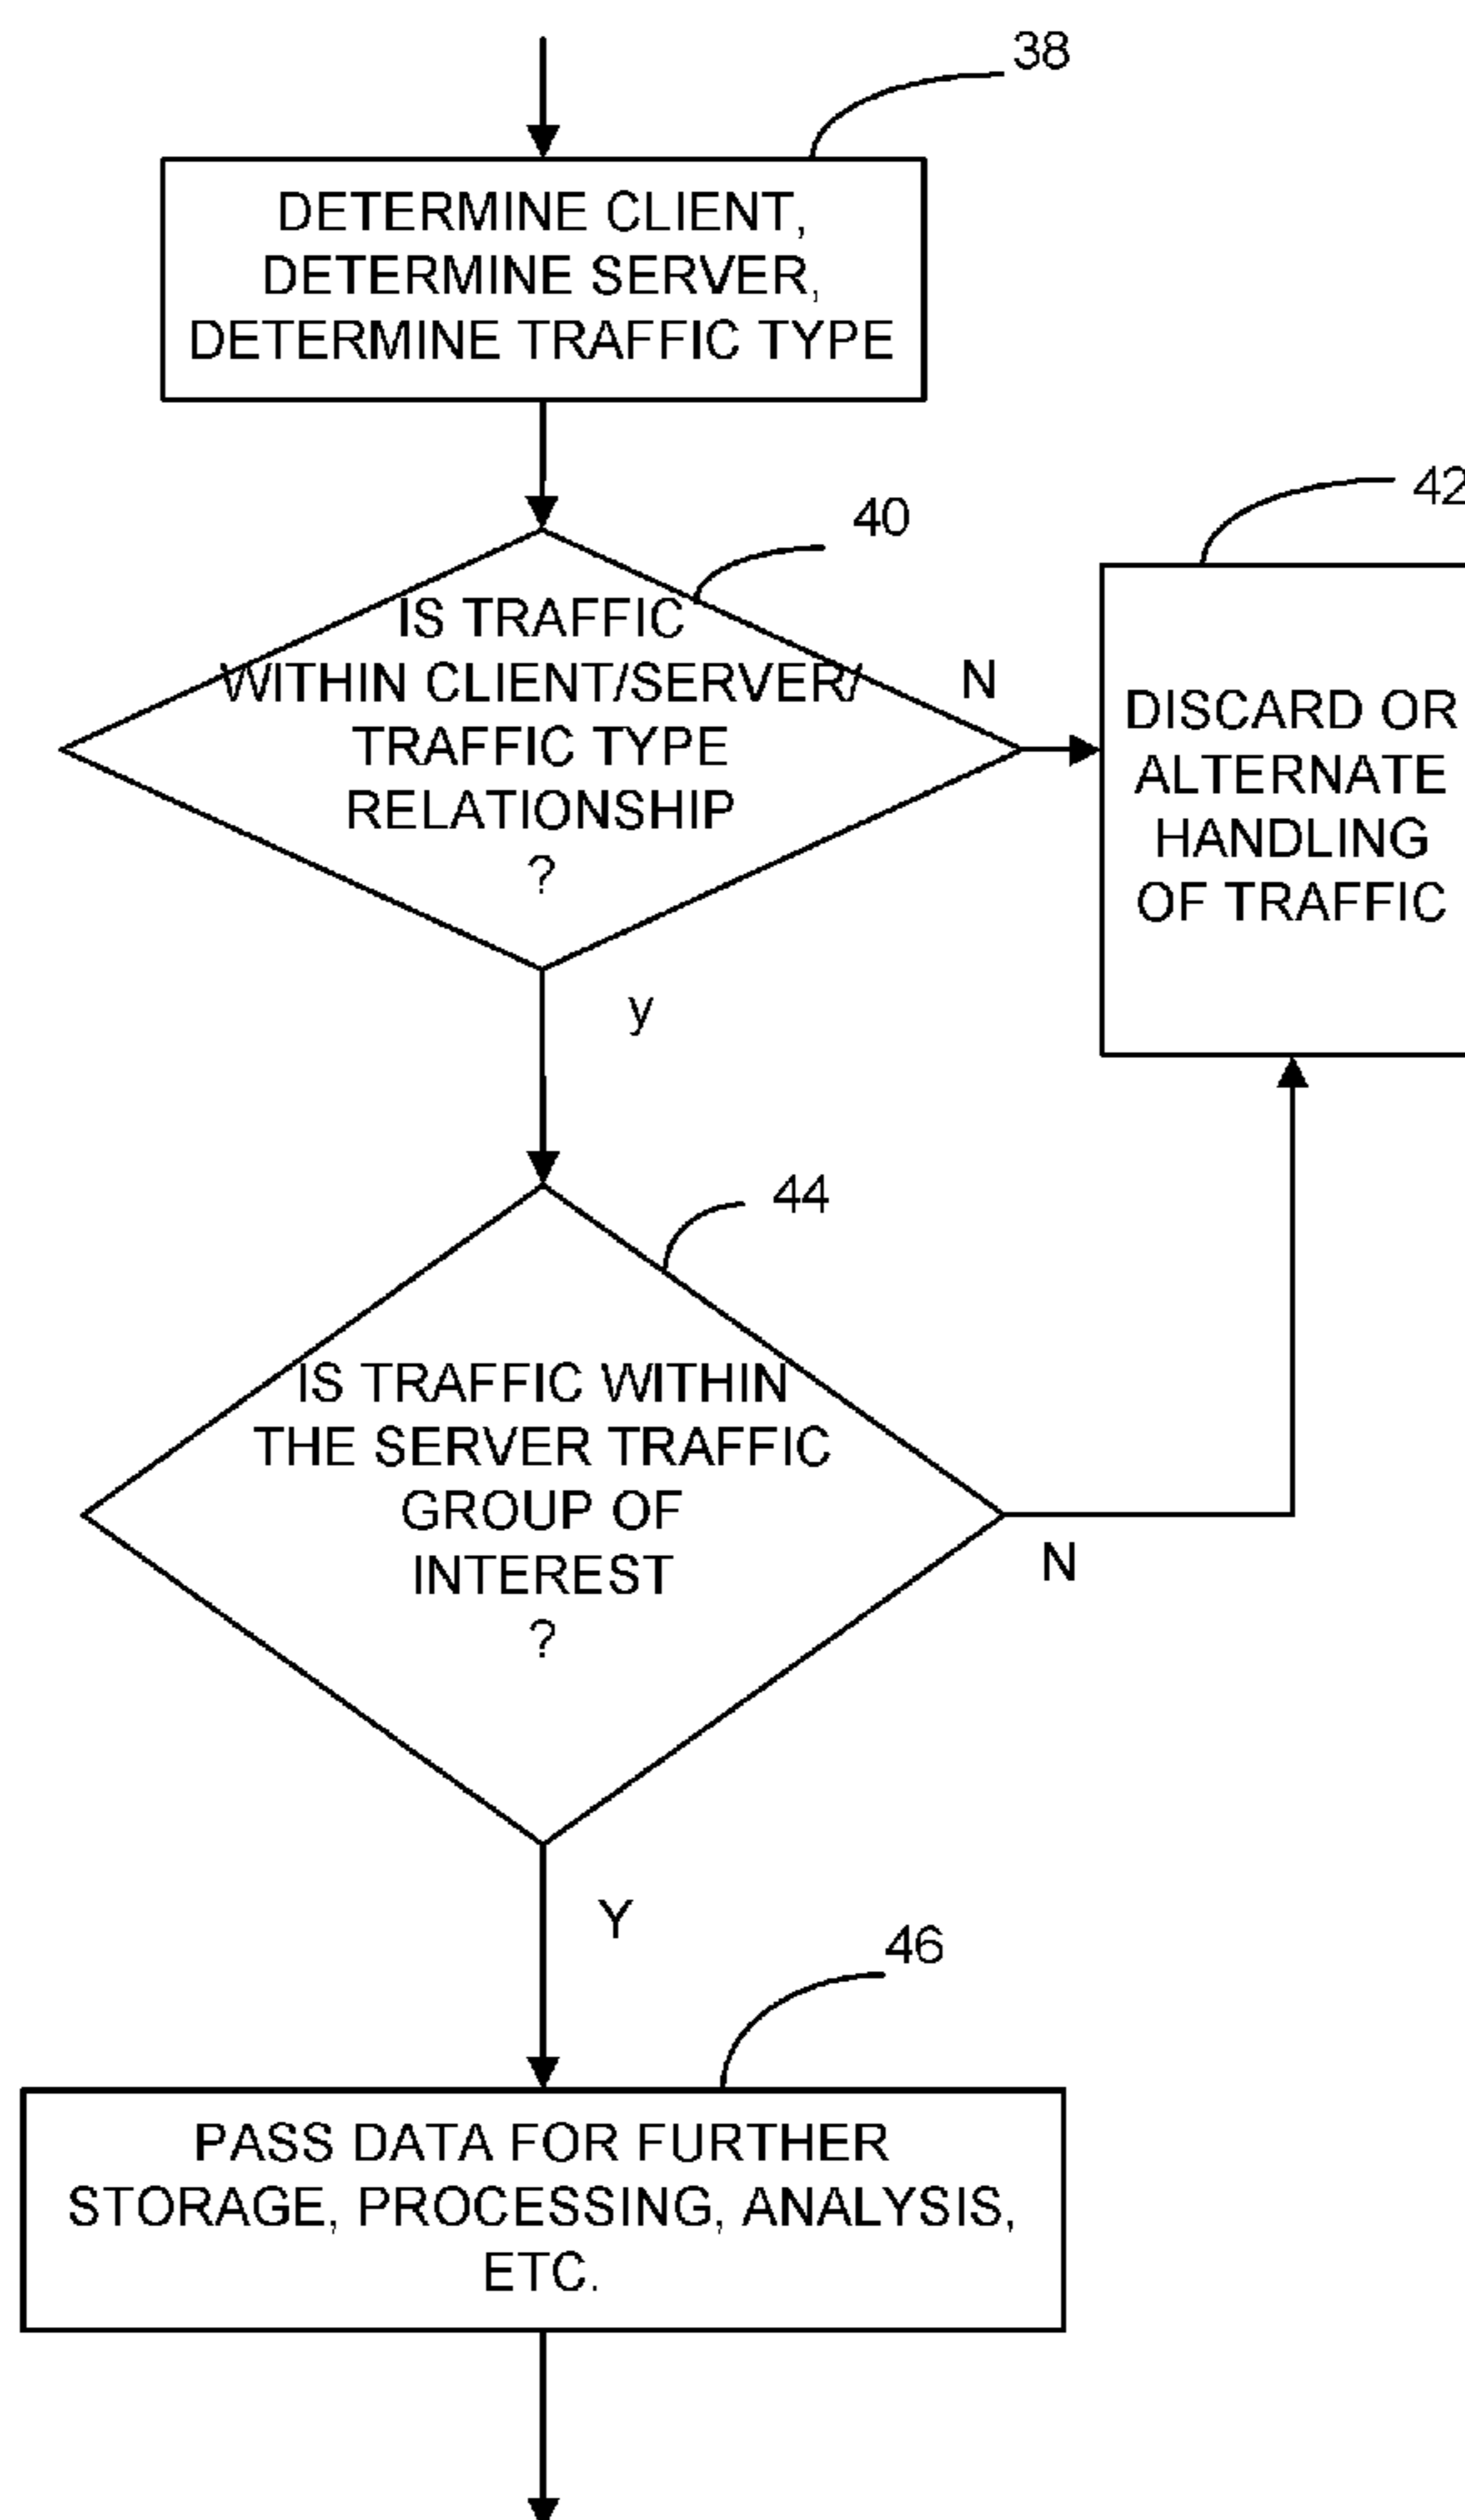 38
DETERMINE CLIENT,
DETERMINE SERVER,
DETERMINE TRAFFIC TYPE
40
42
IS TRAFFIC
WITHIN CLIENT/SERVER/
TRAFFIC TYPE
RELATIONSHIP
?
N
DISCARD OR
ALTERNATE
HANDLING
OF TRAFFIC
y
44
IS TRAFFIC WITHIN
THE SERVER TRAFFIC
GROUP OF
INTEREST
?
N
Y
46
PASS DATA FOR FURTHER
STORAGE, PROCESSING, ANALYSIS,
ETC.